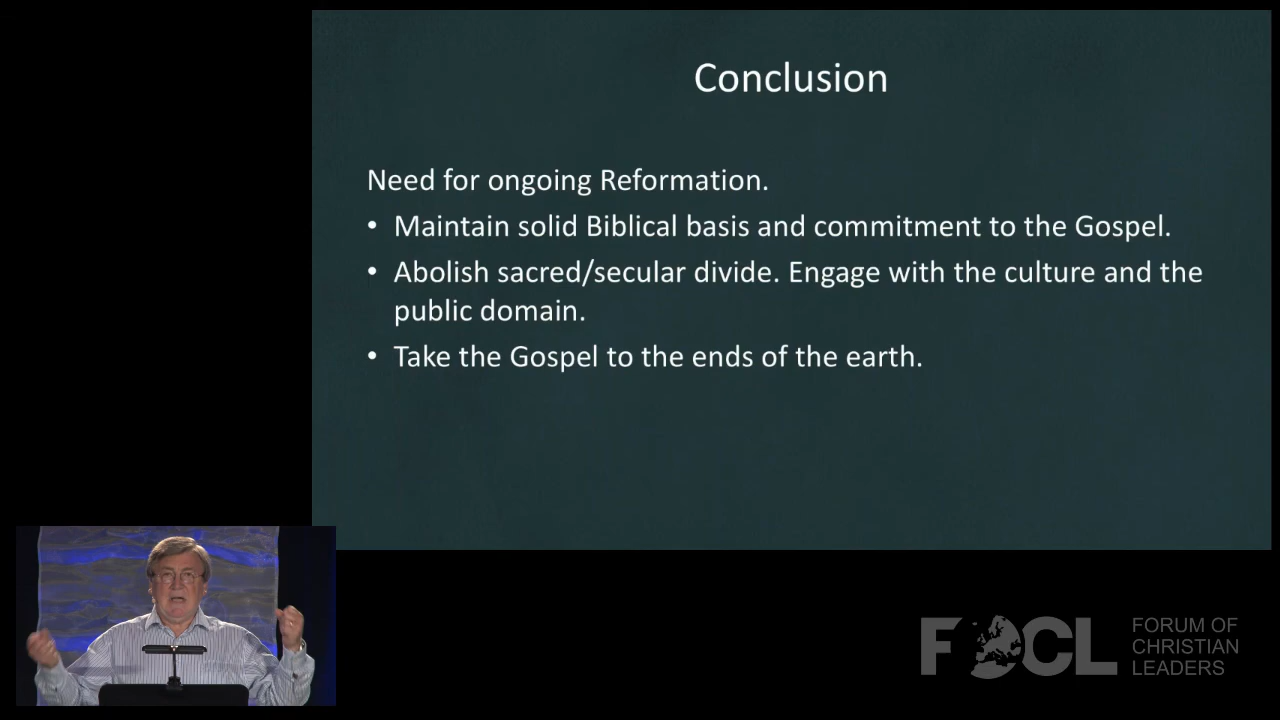 Conclusion
Need for ongoing Reformation.
• Maintain solid Biblical basis and commitment to the Gospel.
• Abolish sacred/secular divide. Engage with the culture and the
public domain.
• Take the Gospel to the ends of the earth.
FOCL
FORUM OF
CHRISTIAN
LEADERS